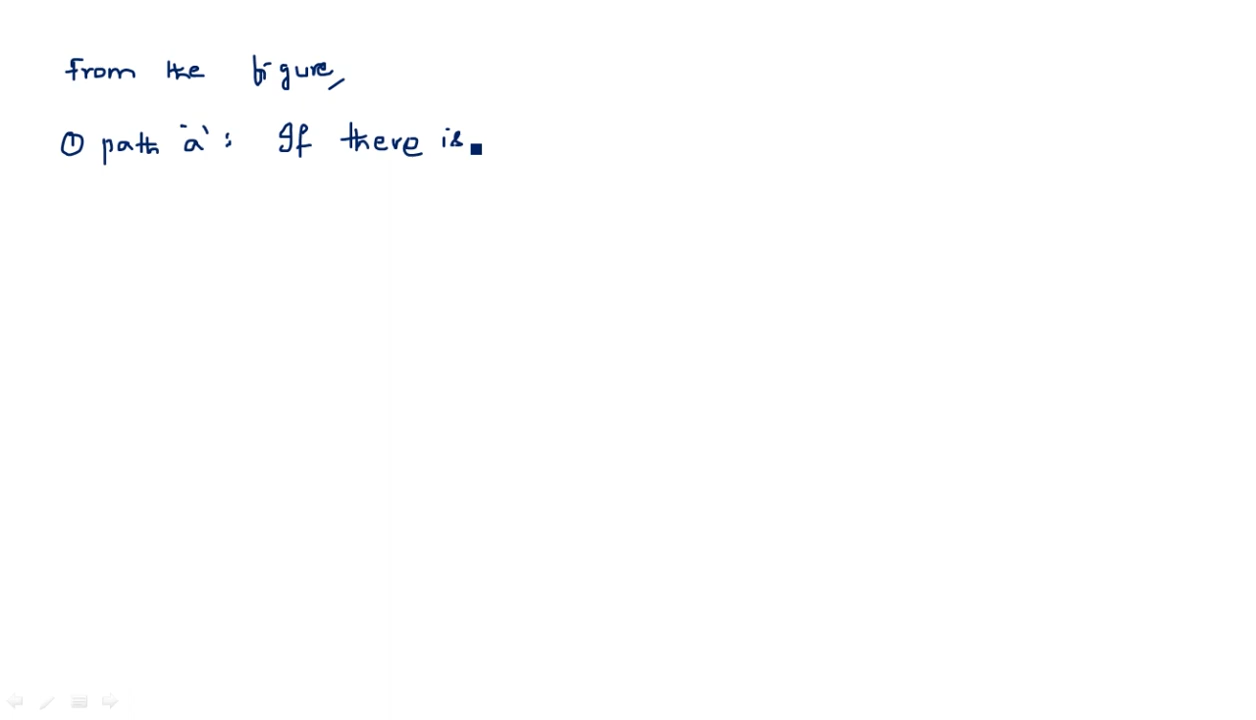 from the figure,
① path "a": If there is